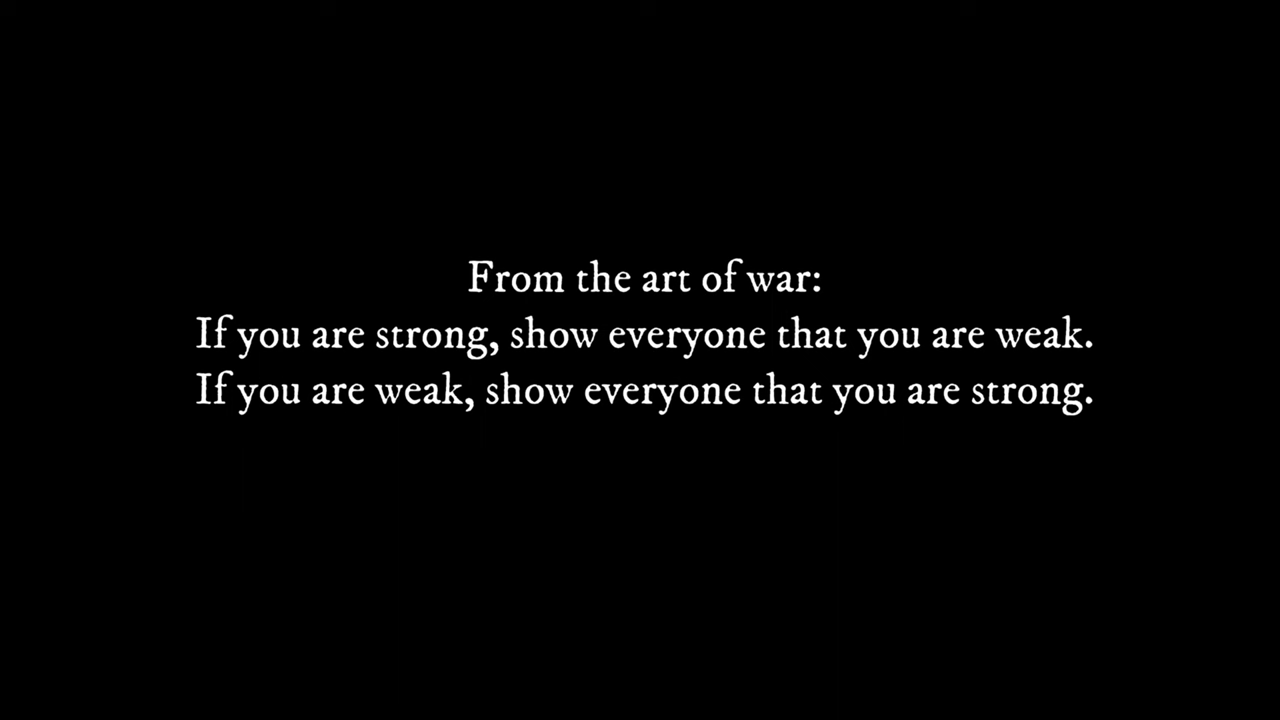 From the art of war:
If you are strong, show everyone that you are weak.
If you are weak, show everyone that you are strong.